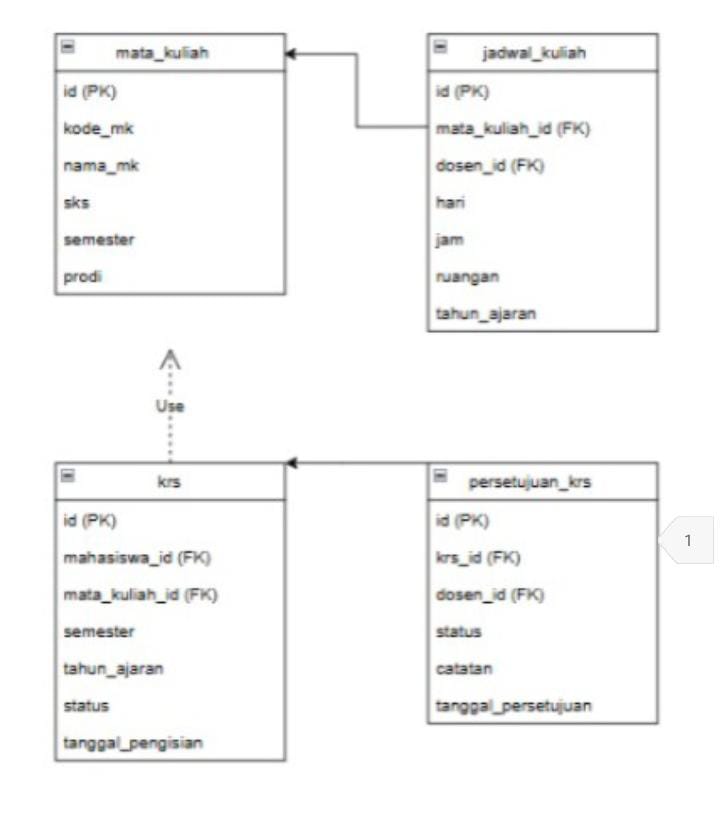 mata_kuliah
id (PK)
kode_mk
nama_mk
sks
semester
prodi
jadwal_kuliah
id (PK)
mata_kuliah_id (FK)
dosen_id (FK)
hari
jam
ruangan
tahun_ajaran
Use
krs
id (PK)
mahasiswa_id (FK)
mata_kuliah_id (FK)
semester
tahun_ajaran
status
tanggal_pengisian
persetujuan_krs
id (PK)
krs_id (FK)
dosen_id (FK)
status
catatan
tanggal_persetujuan
1